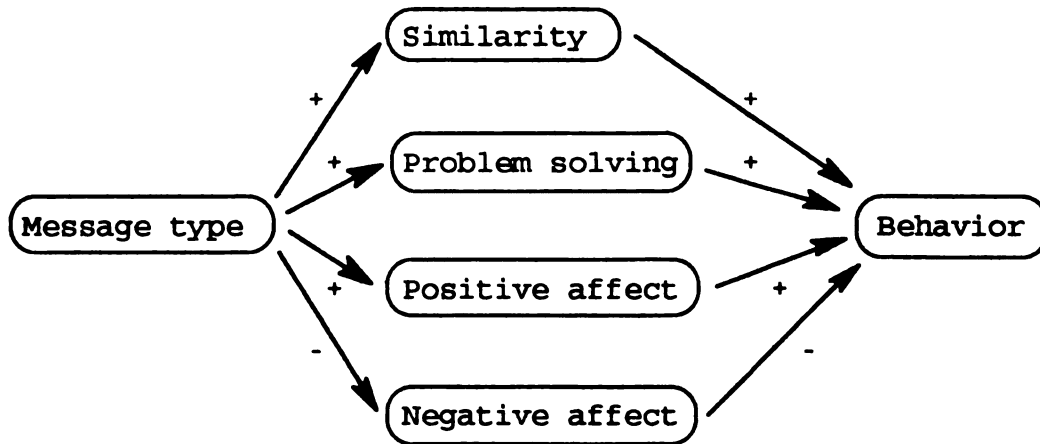 Similarity
+
+
Problem solving
+
+
Message type
Behavior
Positive affect
+
+
-
-
Negative affect